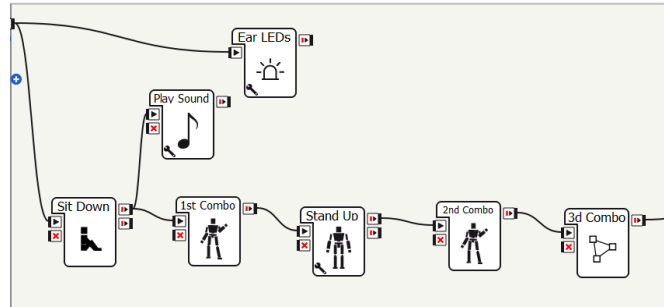 Ear LEDs
Play Sound
Sit Down
1st Combo
Stand Up
2nd Combo
3d Combo